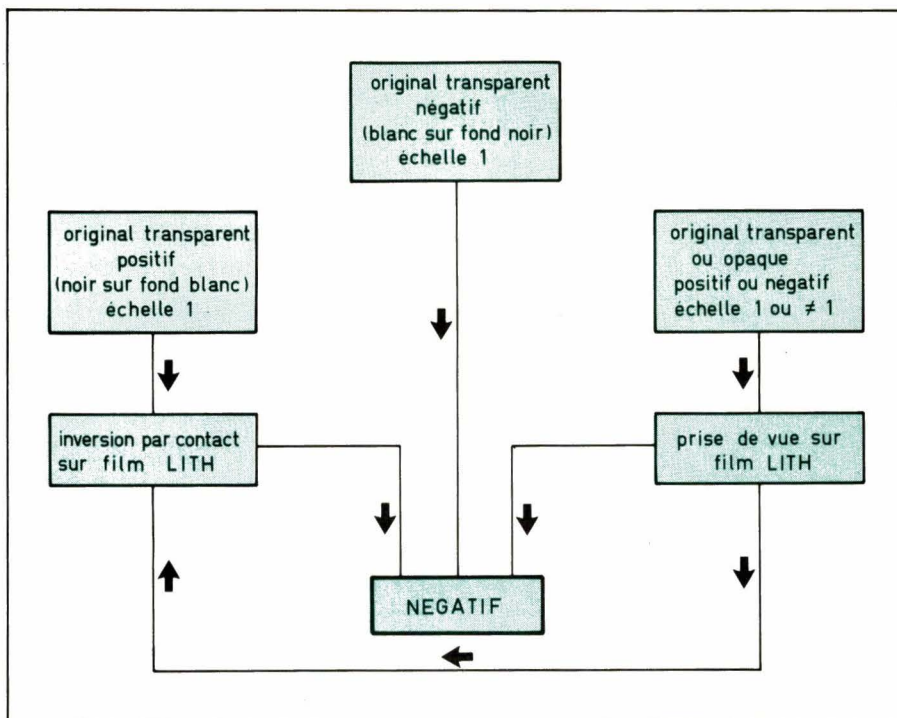 original transparent
négatif
(blanc sur fond noir)
échelle 1
original transparent
positif
(noir sur fond blanc)
échelle 1
original transparent
ou opaque
positif ou négatif
échelle 1 ou ≠ 1
inversion par contact
sur film LITH
prise de vue sur
film LITH
NEGATIF